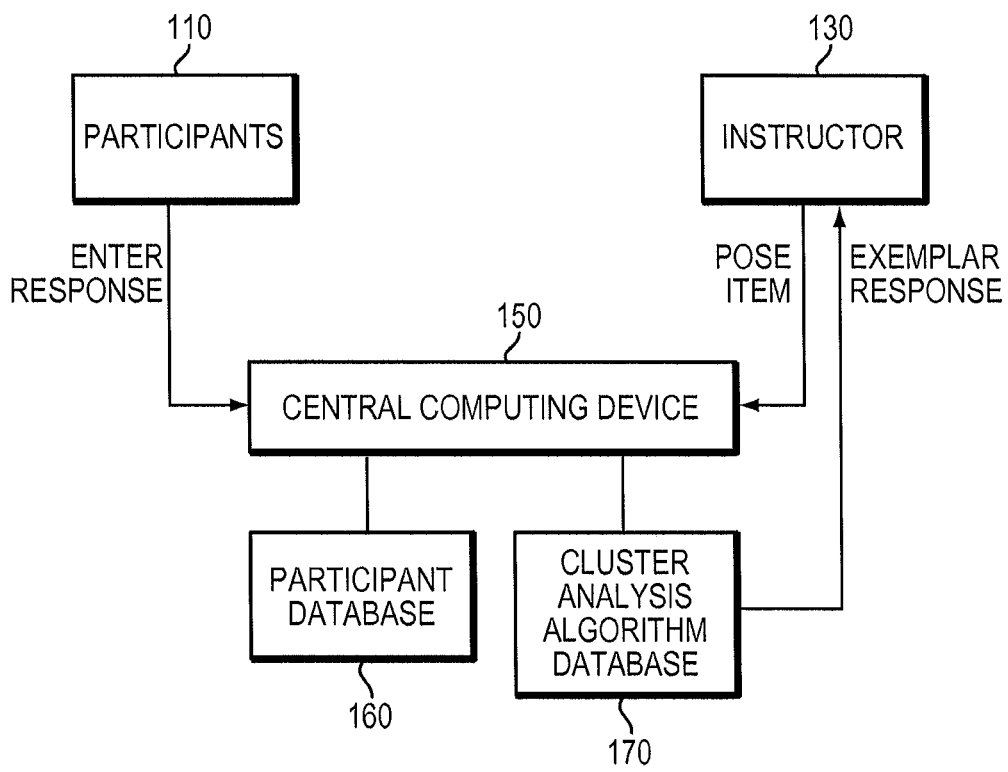 110
130
PARTICIPANTS
INSTRUCTOR
ENTER
RESPONSE
POSE
ITEM
EXEMPLAR
RESPONSE
150
CENTRAL COMPUTING DEVICE
PARTICIPANT
DATABASE
CLUSTER
ANALYSIS
ALGORITHM
DATABASE
160
170